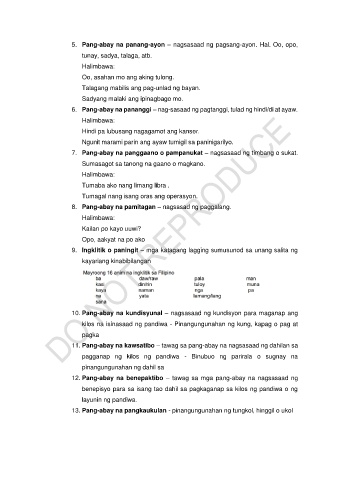 5. Pang-abay na panang-ayon – nagsasaad ng pagsang-ayon. Hal. Oo, opo,
tunay, sadya, talaga, atb.
Halimbawa:
Oo, asahan mo ang aking tulong.
Talagang mabilis ang pag-unlad ng bayan.
Sadyang malaki ang ipinagbago mo.
6. Pang-abay na pananggi – nag-sasaad ng pagtanggi, tulad ng hindi/di at ayaw.
Halimbawa:
Hindi pa lubusang nagagamot ang kanser.
Ngunit marami parin ang ayaw tumigil sa paninigarilyo.
7. Pang-abay na panggaano o pampanukat – nagsasaad ng timbang o sukat.
Sumasagot sa tanong na gaano o magkano.
Halimbawa:
Tumaba ako nang limang libra .
Tumagal nang isang oras ang operasyon.
8. Pang-abay na pamitagan – nagsasad ng paggalang.
Halimbawa:
Kailan po kayo uuwi?
Opo, aakyat na po ako
9. Ingklitik o paningit – mga katagang lagging sumusunod sa unang salita ng
kayariang kinabibilangan
Mayroong 16 anim na ingklitik sa Filipino
ba daw/raw pala man
kasi din/rin tuloy muna
kaya naman nga pa
na yata lamang/lang
sana
10. Pang-abay na kundisyunal – nagsasaad ng kundisyon para maganap ang
kilos na isinasaad ng pandiwa - Pinangungunahan ng kung, kapag o pag at
pagka
11. Pang-abay na kawsatibo – tawag sa pang-abay na nagsasaad ng dahilan sa
pagganap ng kilos ng pandiwa - Binubuo ng parirala o sugnay na
pinangungunahan ng dahil sa
12. Pang-abay na benepaktibo – tawag sa mga pang-abay na nagsasaad ng
benepisyo para sa isang tao dahil sa pagkaganap sa kilos ng pandiwa o ng
layunin ng pandiwa.
13. Pang-abay na pangkaukulan - pinangungunahan ng tungkol, hinggil o ukol
DO NOT REPRODUCE